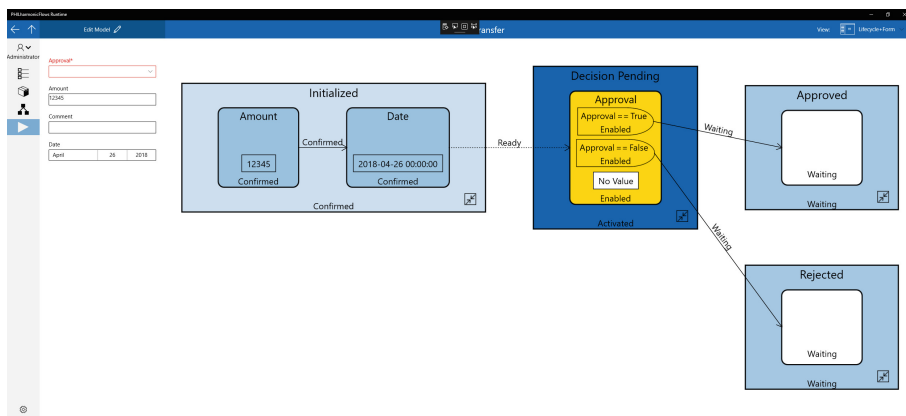 PHILharmonicFlows Runtime
Edit Model
ransfer
View:
Lifecycle+Form
Administrator
Approval*
Amount
12345
Comment
Date
April 26 2018
Initialized
Amount
12345
Confirmed
Confirmed
Date
2018-04-26 00:00:00
Confirmed
Confirmed
Ready
Decision Pending
Approval
Approval == True
Enabled
Approval == False
Enabled
No Value
Enabled
Activated
Waiting
Waiting
Approved
Waiting
Waiting
Rejected
Waiting
Waiting